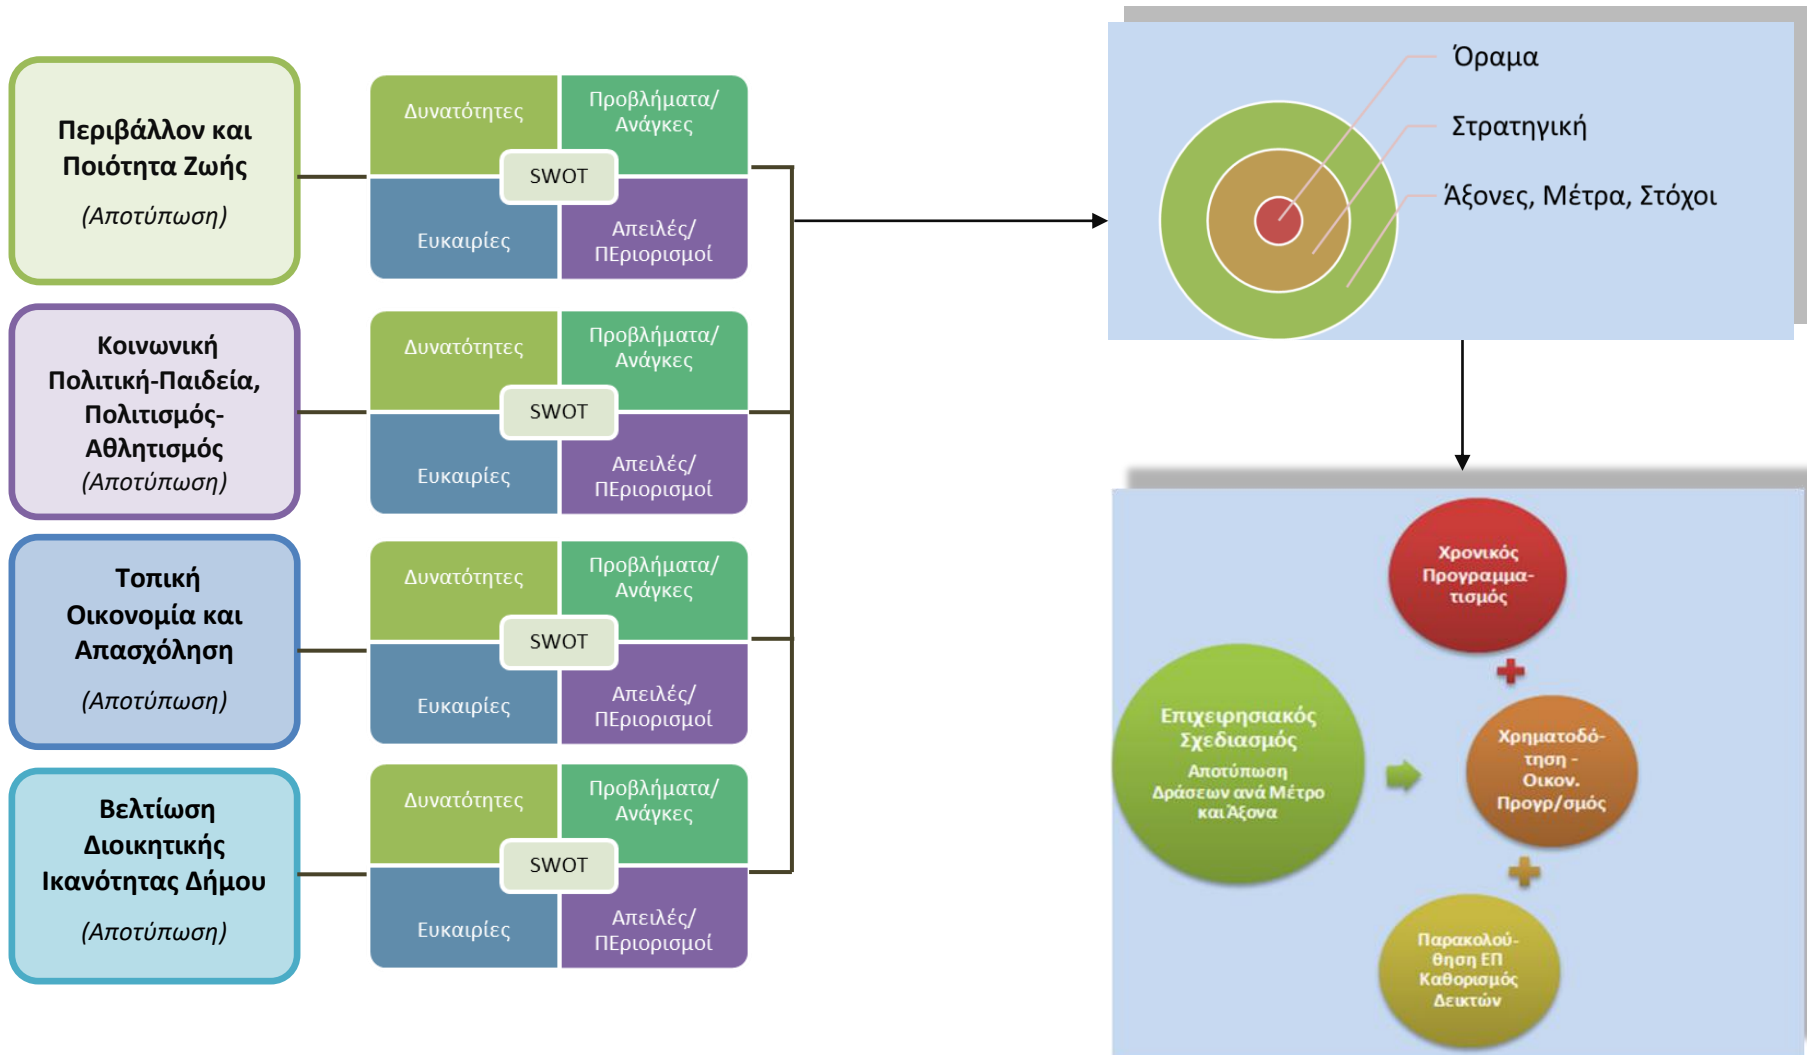 Περιβάλλον και
Ποιότητα Ζωής
(Αποτύπωση)
Δυνατότητες
Προβλήματα/
Ανάγκες
SWOT
Ευκαιρίες
Απειλές/
ΠΕριορισμοί
Κοινωνική
Πολιτική-Παιδεία,
Πολιτισμός-
Αθλητισμός
(Αποτύπωση)
Δυνατότητες
Προβλήματα/
Ανάγκες
SWOT
Ευκαιρίες
Απειλές/
ΠΕριορισμοί
Τοπική
Οικονομία και
Απασχόληση
(Αποτύπωση)
Δυνατότητες
Προβλήματα/
Ανάγκες
SWOT
Ευκαιρίες
Απειλές/
ΠΕριορισμοί
Βελτίωση
Διοικητικής
Ικανότητας Δήμου
(Αποτύπωση)
Δυνατότητες
Προβλήματα/
Ανάγκες
SWOT
Ευκαιρίες
Απειλές/
ΠΕριορισμοί
Όραμα
Στρατηγική
Άξονες, Μέτρα, Στόχοι
Επιχειρησιακός
Σχεδιασμός
Αποτύπωση
Δράσεων ανά Μέτρο
και Άξονα
Χρονικός
Προγραμμα-
τισμός
Χρηματοδό-
τηση -
Οικον.
Προγρ/σμός
Παρακολού-
θηση ΕΠ
Καθορισμός
Δεικτών